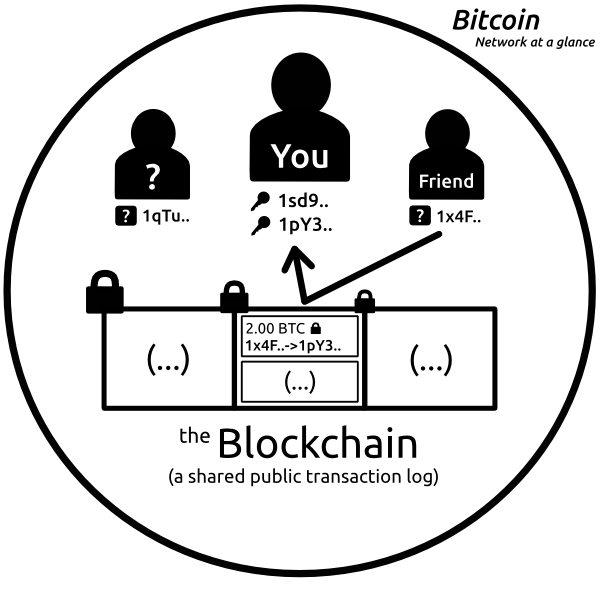 Bitcoin
Network at a glance
?
You
Friend
? 1qTu..
1sd9..
1pY3..
? 1x4F..
(...)
2.00 BTC
1x4F..->1pY3..
(...)
(...)
the Blockchain
(a shared public transaction log)